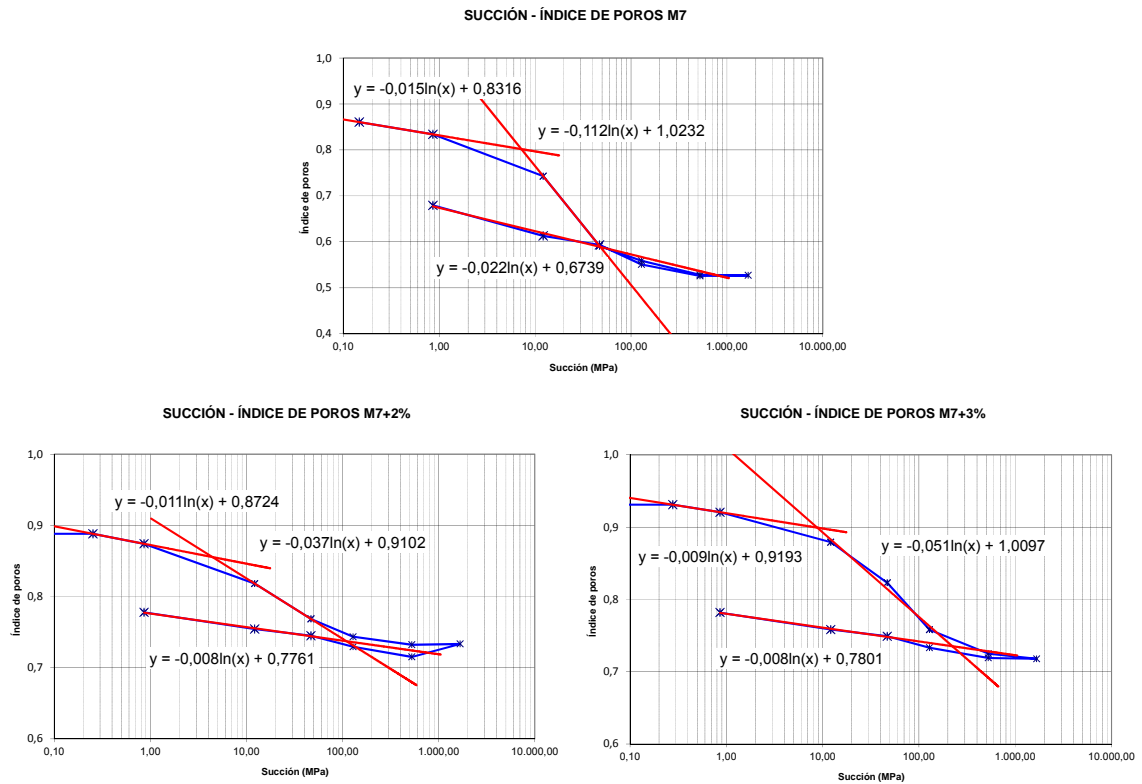 SUCCIÓN - ÍNDICE DE POROS M7
1,0
0,9
0,8
0,7
0,6
0,5
0,4
y = -0,015ln(x) + 0,8316
y = -0,112ln(x) + 1,0232
y = -0,022ln(x) + 0,6739
Índice de poros
0,10 1,00 10,00 100,00 1.000,00 10.000,00
Succión (MPa)
SUCCIÓN - ÍNDICE DE POROS M7+2%
1,0
0,9
0,8
0,7
0,6
y = -0,011ln(x) + 0,8724
y = -0,037ln(x) + 0,9102
y = -0,008ln(x) + 0,7761
Índice de poros
0,10 1,00 10,00 100,00 1.000,00 10.000,00
Succión (MPa)
SUCCIÓN - ÍNDICE DE POROS M7+3%
1,0
0,9
0,8
0,7
0,6
y = -0,009ln(x) + 0,9193
y = -0,051ln(x) + 1,0097
y = -0,008ln(x) + 0,7801
Índice de poros
0,10 1,00 10,00 100,00 1.000,00 10.000,00
Succión (MPa)